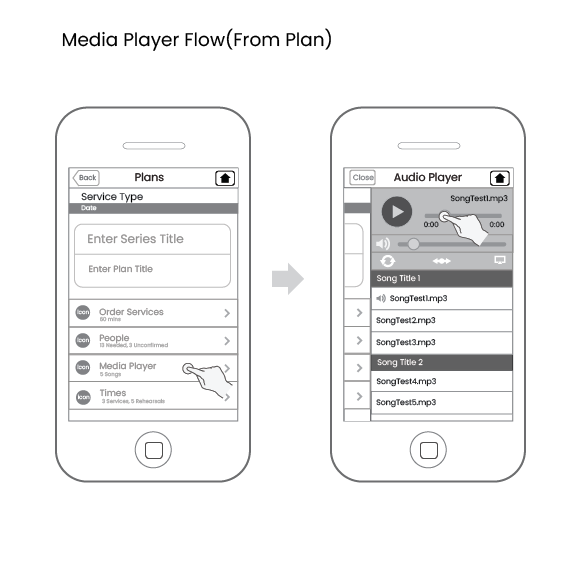 Media Player Flow(From Plan)
Back
Plans
Service Type
Date
Enter Series Title
Enter Plan Title
Icon
Order Services
90 mins
Icon
People
13 Needed, 3 Unconfirmed
Icon
Media Player
5 Songs
Icon
Times
3 Services, 5 Rehearsals
Close
Audio Player
SongTest1.mp3
0:00
0:00
Song Title 1
SongTest1.mp3
SongTest2.mp3
SongTest3.mp3
Song Title 2
SongTest4.mp3
SongTest5.mp3